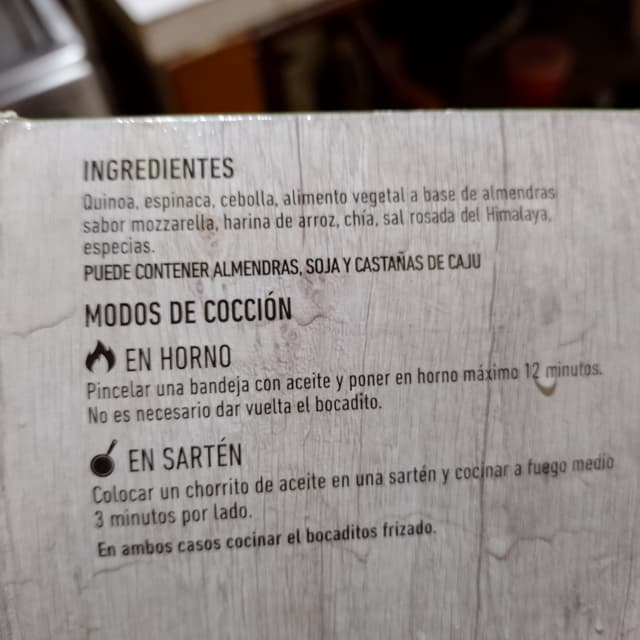 INGREDIENTES
Quinoa, espinaca, cebolla, alimento vegetal a base de almendras
sabor mozzarella, harina de arroz, chía, sal rosada del Himalaya,
especias.
PUEDE CONTENER ALMENDRAS, SOJA Y CASTAÑAS DE CAJU
MODOS DE COCCIÓN
EN HORNO
Pincelar una bandeja con aceite y poner en horno máximo 12 minutos.
No es necesario dar vuelta el bocadito.
EN SARTÉN
Colocar un chorrito de aceite en una sartén y cocinar a fuego medio
3 minutos por lado.
En ambos casos cocinar el bocaditos frizado.